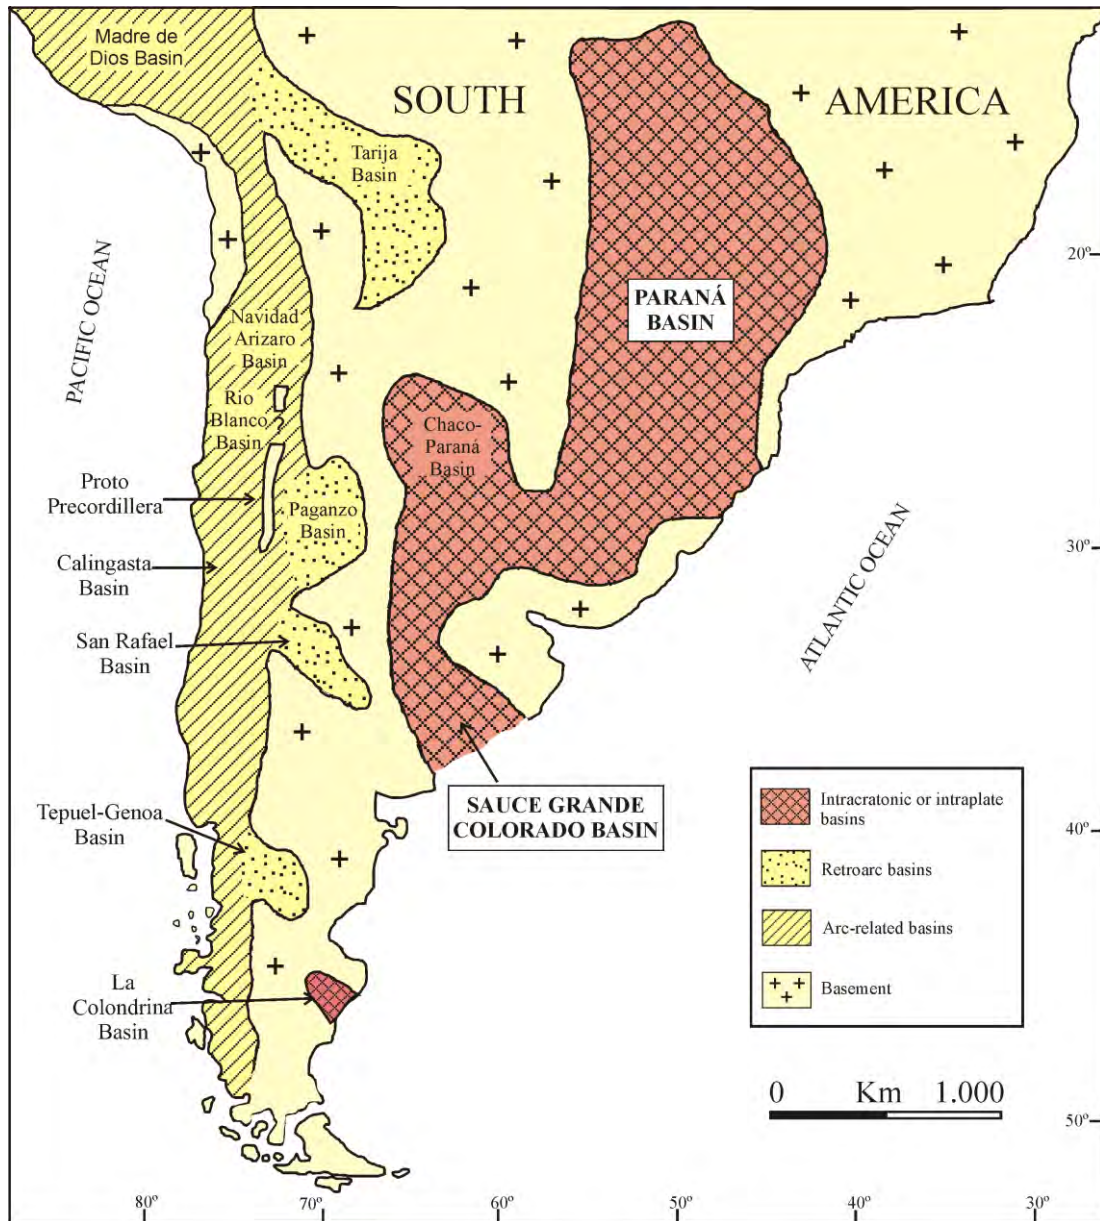 Madre de
Dios Basin
SOUTH
AMERICA
Tarija
Basin
PACIFIC OCEAN
20º
PARANÁ
BASIN
Navidad
Arizaro
Basin
Rio
Blanco
Basin
?
Chaco-
Paraná
Basin
Proto
Precordillera
Paganzo
Basin
Calingasta
Basin
30º
ATLANTIC OCEAN
San Rafael
Basin
SAUCE GRANDE
COLORADO BASIN
Tepuel-Genoa
Basin
40º
La
Colondrina
Basin
Intracratonic or intraplate
basins
Retroarc basins
Arc-related basins
Basement
0 Km 1.000
50º
80º 70º 60º 50º 40º 30º